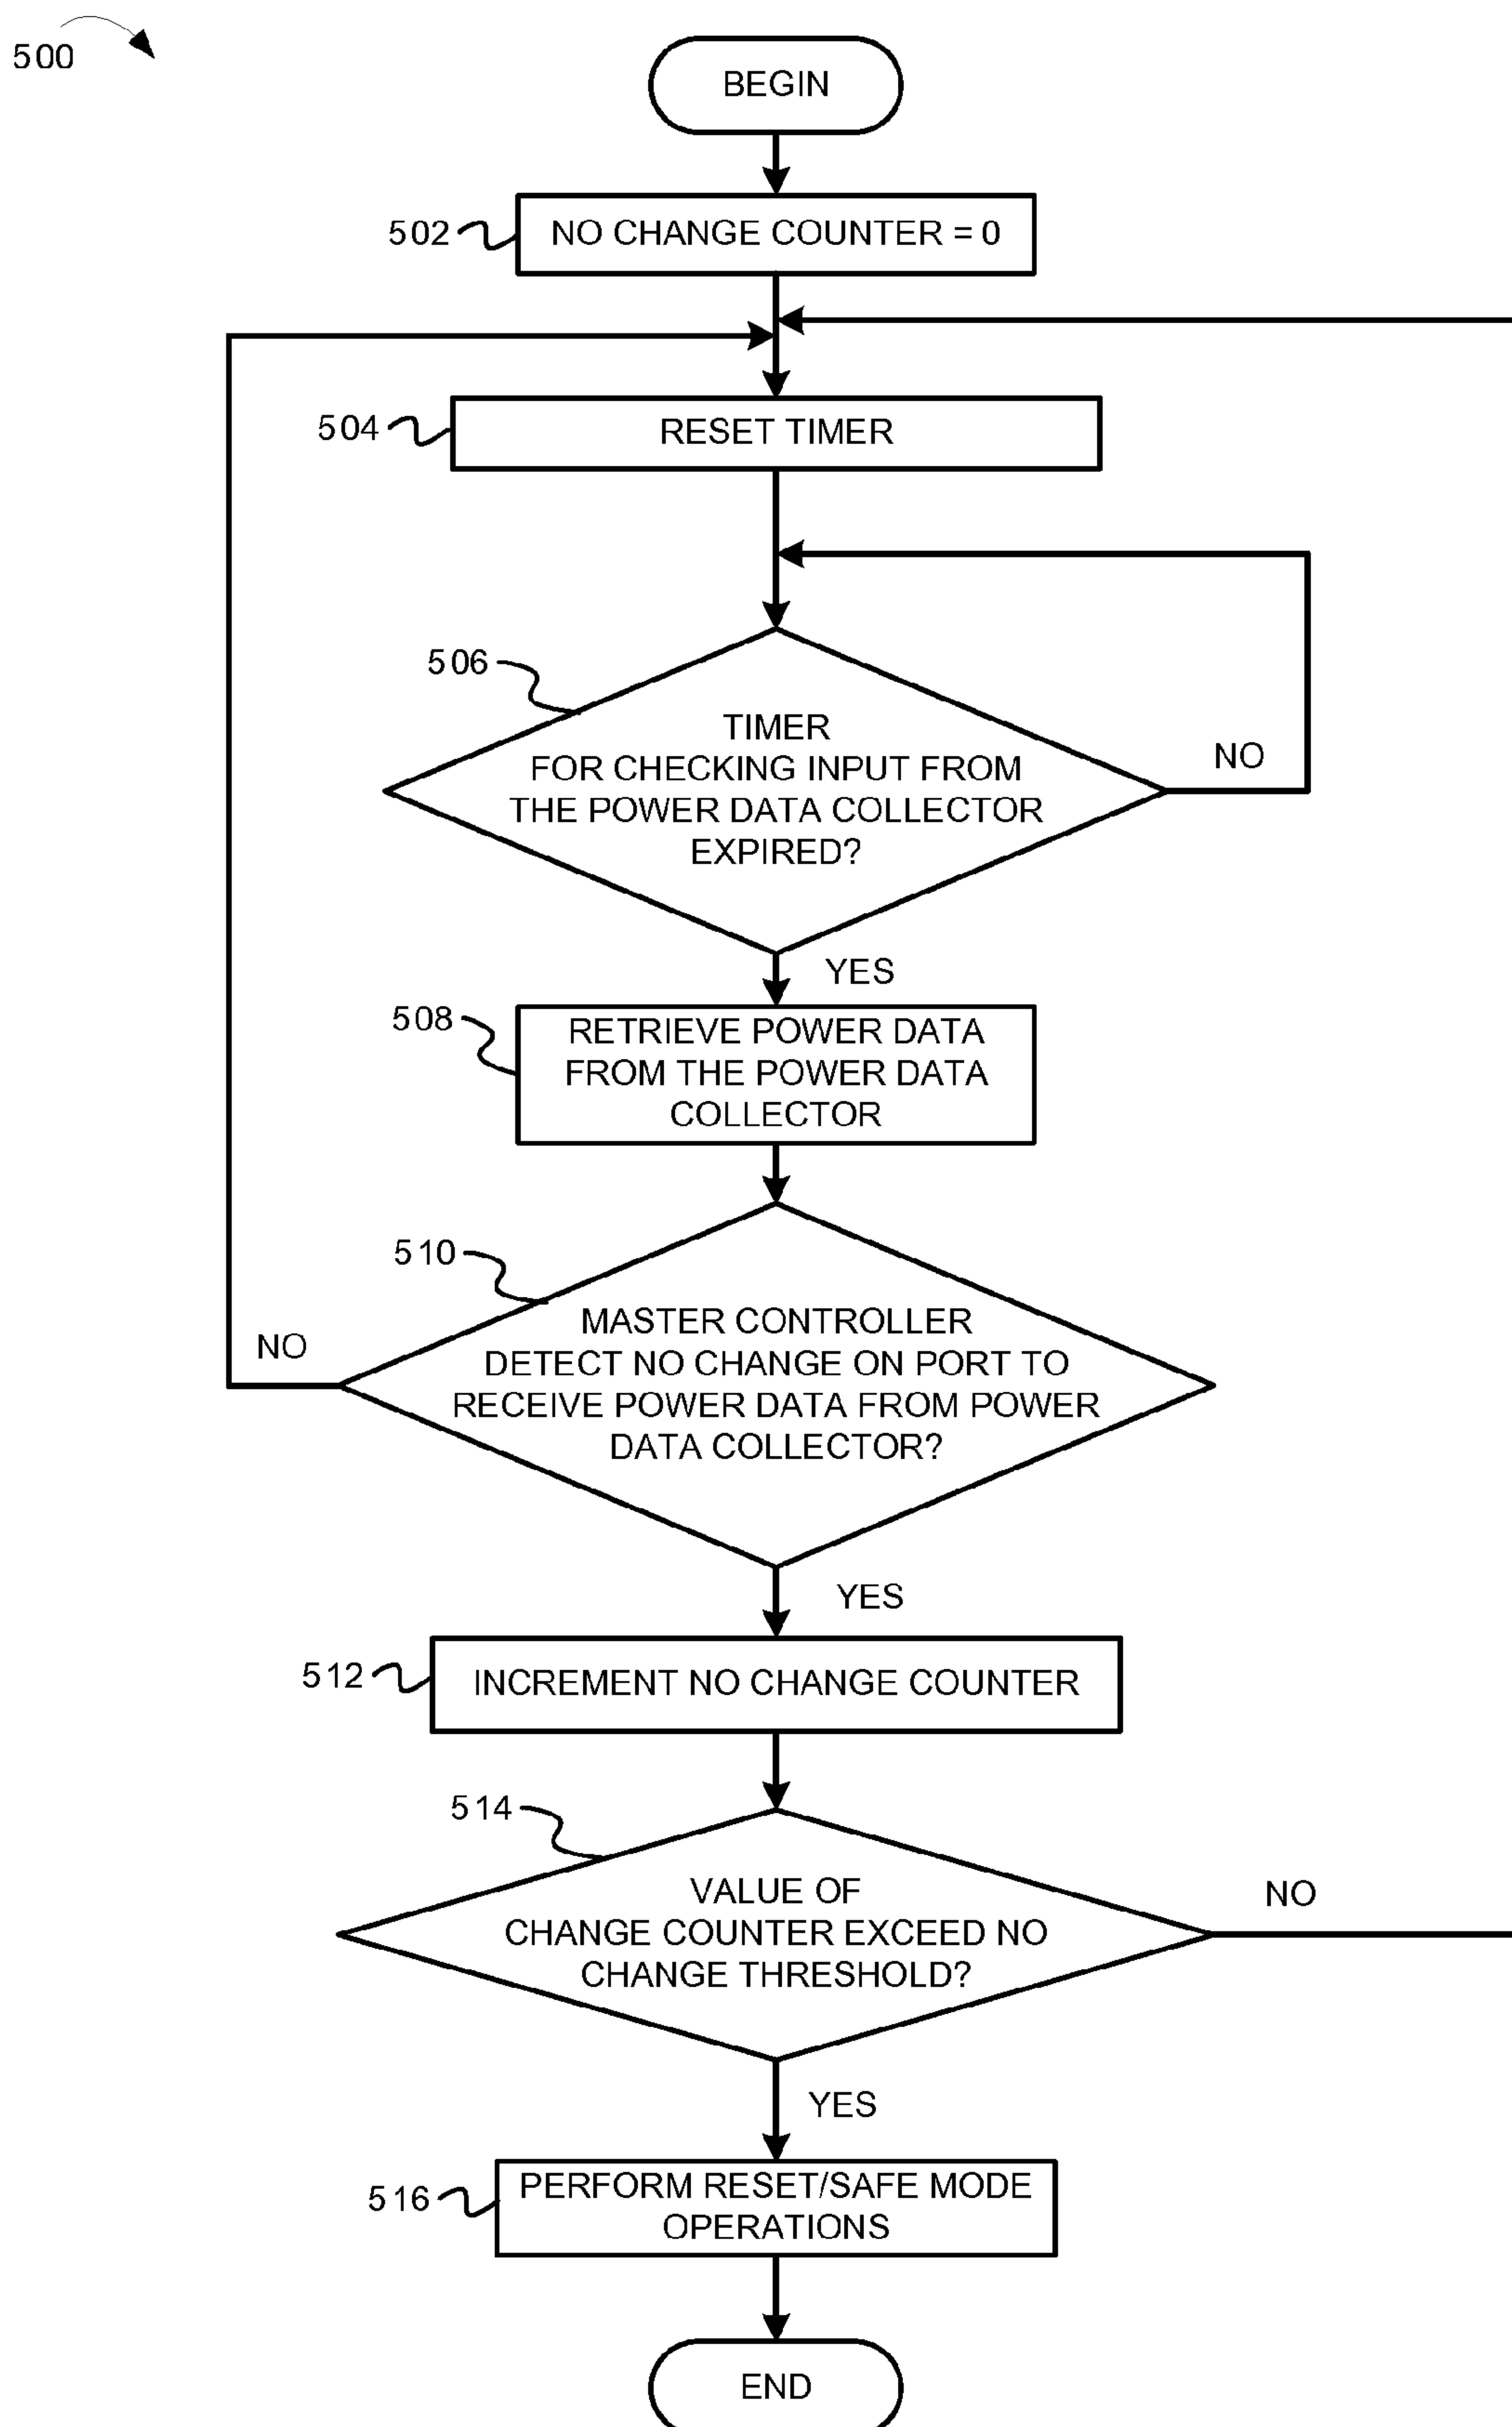 500
BEGIN
502
NO CHANGE COUNTER = 0
504
RESET TIMER
506
TIMER
FOR CHECKING INPUT FROM
THE POWER DATA COLLECTOR
EXPIRED?
NO
YES
508
RETRIEVE POWER DATA
FROM THE POWER DATA
COLLECTOR
510
MASTER CONTROLLER
DETECT NO CHANGE ON PORT TO
RECEIVE POWER DATA FROM POWER
DATA COLLECTOR?
NO
YES
512
INCREMENT NO CHANGE COUNTER
514
VALUE OF
CHANGE COUNTER EXCEED NO
CHANGE THRESHOLD?
NO
YES
516
PERFORM RESET/SAFE MODE
OPERATIONS
END